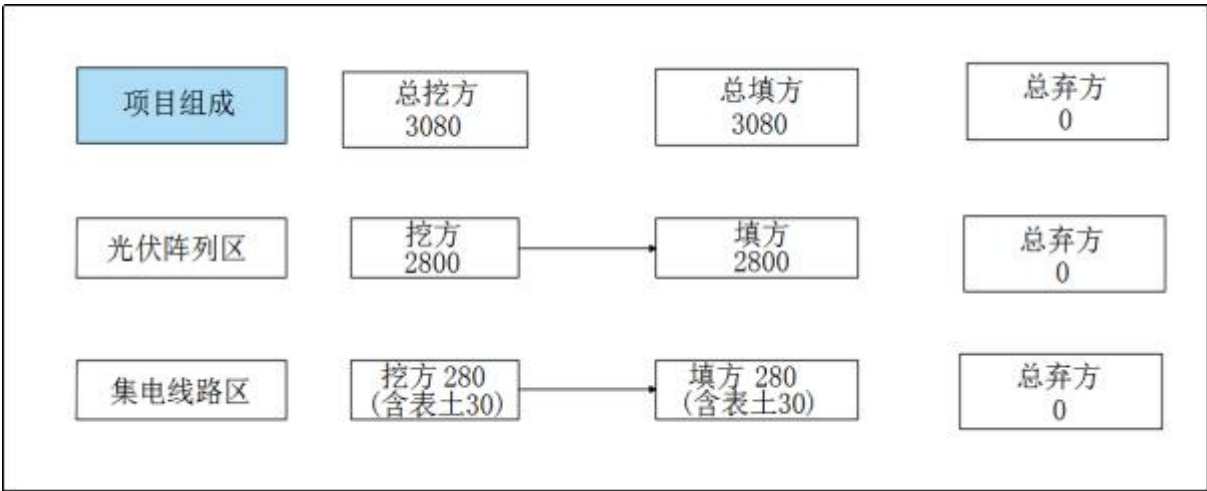 项目组成
总挖方
3080
总填方
3080
总弃方
0
光伏阵列区
挖方
2800
填方
2800
总弃方
0
集电线路区
挖方 280
(含表土30)
填方 280
(含表土30)
总弃方
0